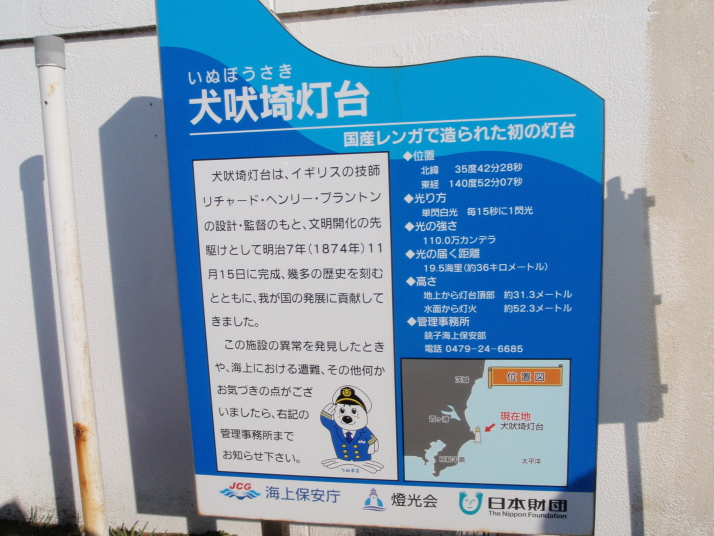 いぬぼうさき
犬吠埼灯台
国産レンガで造られた初の灯台
犬吠埼灯台は、イギリスの技師
リチャード・ヘンリー・ブラントン
の設計・監督のもと、文明開化の先
駆けとして明治7年(1874年)11
月15日に完成、幾多の歴史を刻む
とともに、我が国の発展に貢献して
きました。
この施設の異常を発見したとき
や、海上における遭難、その他何か
お気づきの点がござ
いましたら、右記の
管理事務所まで
お知らせ下さい。
うみまる
◆位置
北緯 35度42分28秒
東経 140度52分07秒
◆光り方
単閃白光 毎15秒に1閃光
◆光の強さ
110.0万カンデラ
◆光の届く距離
19.5海里(約36キロメートル)
◆高さ
地上から灯台頂部 約31.3メートル
水面から灯火 約52.3メートル
◆管理事務所
銚子海上保安部
電話 0479-24-6685
位置図
茨城
霞ヶ浦
現在地
犬吠埼灯台
房総半島
太平洋
JCG 海上保安庁
燈光会
日本財団
The Nippon Foundation